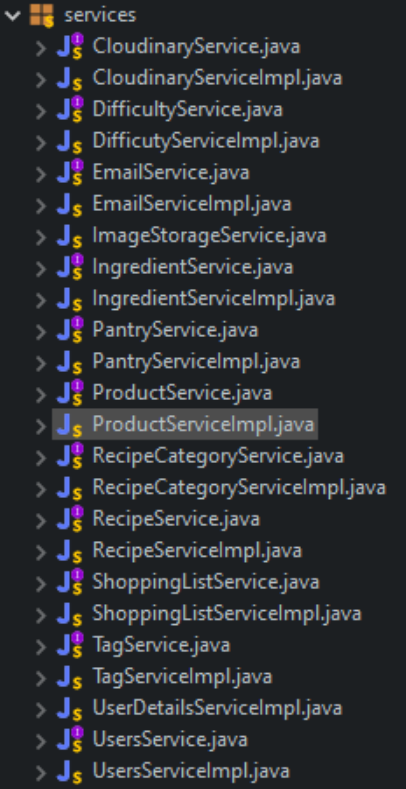 services
CloudinaryService.java
CloudinaryServiceImpl.java
DifficultyService.java
DifficutyServiceImpl.java
EmailService.java
EmailServiceImpl.java
ImageStorageService.java
IngredientService.java
IngredientServiceImpl.java
PantryService.java
PantryServiceImpl.java
ProductService.java
ProductServiceImpl.java
RecipeCategoryService.java
RecipeCategoryServiceImpl.java
RecipeService.java
RecipeServiceImpl.java
ShoppingListService.java
ShoppingListServiceImpl.java
TagService.java
TagServiceImpl.java
UserDetailsServiceImpl.java
UsersService.java
UsersServiceImpl.java